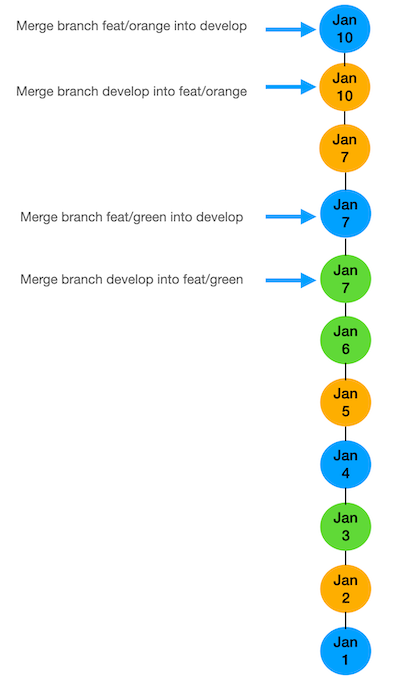 Merge branch feat/orange into develop
Jan
10
Merge branch develop into feat/orange
Jan
10
Jan
7
Merge branch feat/green into develop
Jan
7
Merge branch develop into feat/green
Jan
7
Jan
6
Jan
5
Jan
4
Jan
3
Jan
2
Jan
1